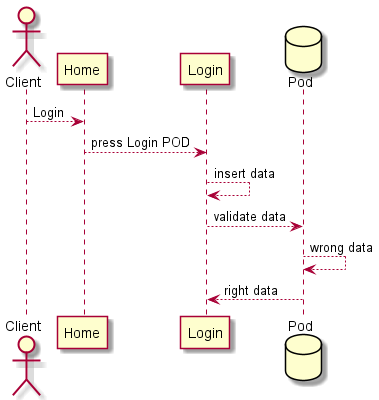 Client
Home
Login
Pod
Login
press Login POD
insert data
validate data
wrong data
right data
Client
Home
Login
Pod